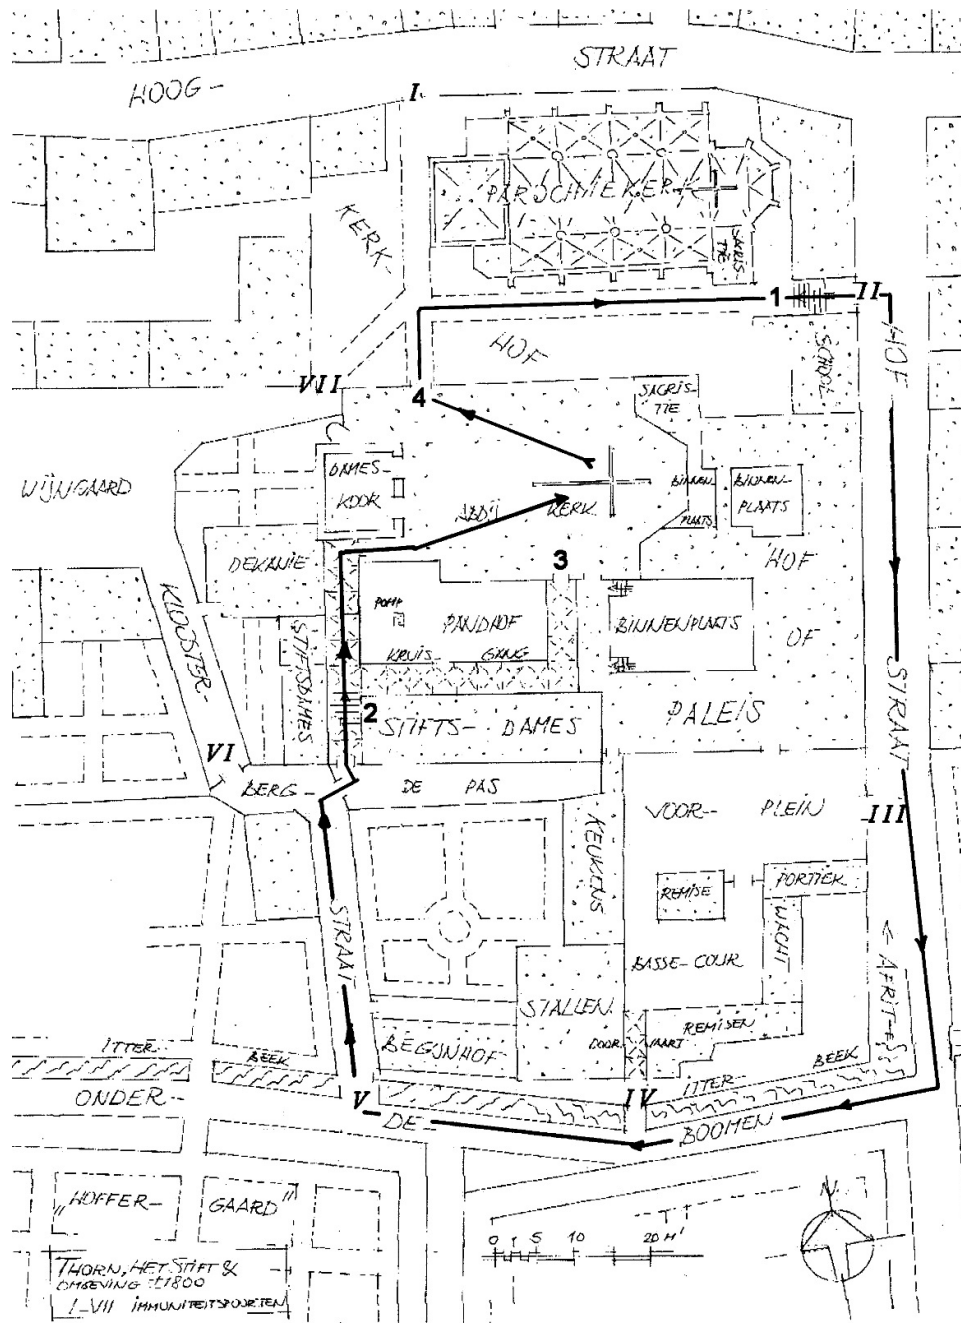 STRAAT
HOOG-
I
PAROCHIEKERK
KERK-
SACRIS-
TIE
1
II
HOF
HOF
SCHOOL
VII
4
SACRIS-
TIE
WIJNGAARD
DAMES-
KOOR
ABDIJ
KERK
BINNEN
PLAATS
BINNEN-
PLAATS
DEKANIE
3
HOF
POMP
PANDHOF
BINNENPLAATS
OF
KLOOSTER-
STIFTSDAMES
KRUIS-
GANG
STRAAT
2
STIFTS-
DAMES
PALEIS
VI
BERG-
DE PAS
VOOR-
PLEIN
III
KEUKENS
REMISE
PORTIEK
STRAAT
WACHT
BASSE-COUR
← AFRIT-
STALLEN
REMISEN
DOOR
VAART
BEGIJNHOF
ITTER
BEEK
ITTER
BEEK
ONDER-
V
IV
DE
BOOMEN
"HOFFER-
GAARD"
N
0 1 5 10 20 M'
THORN, HET STIFT &
OMGEVING ±1800
I-VII IMMUNITEITSPOORTEN